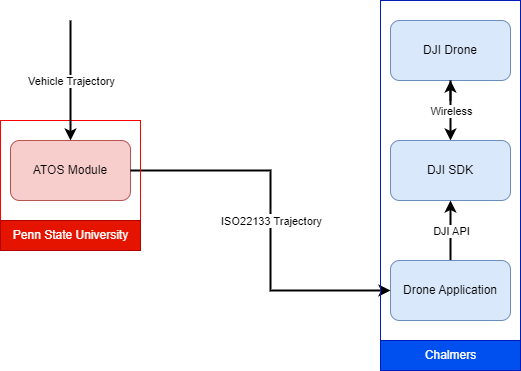 DJI Drone
Vehicle Trajectory
Wireless
ATOS Module
DJI SDK
ISO22133 Trajectory
DJI API
Penn State University
Drone Application
Chalmers